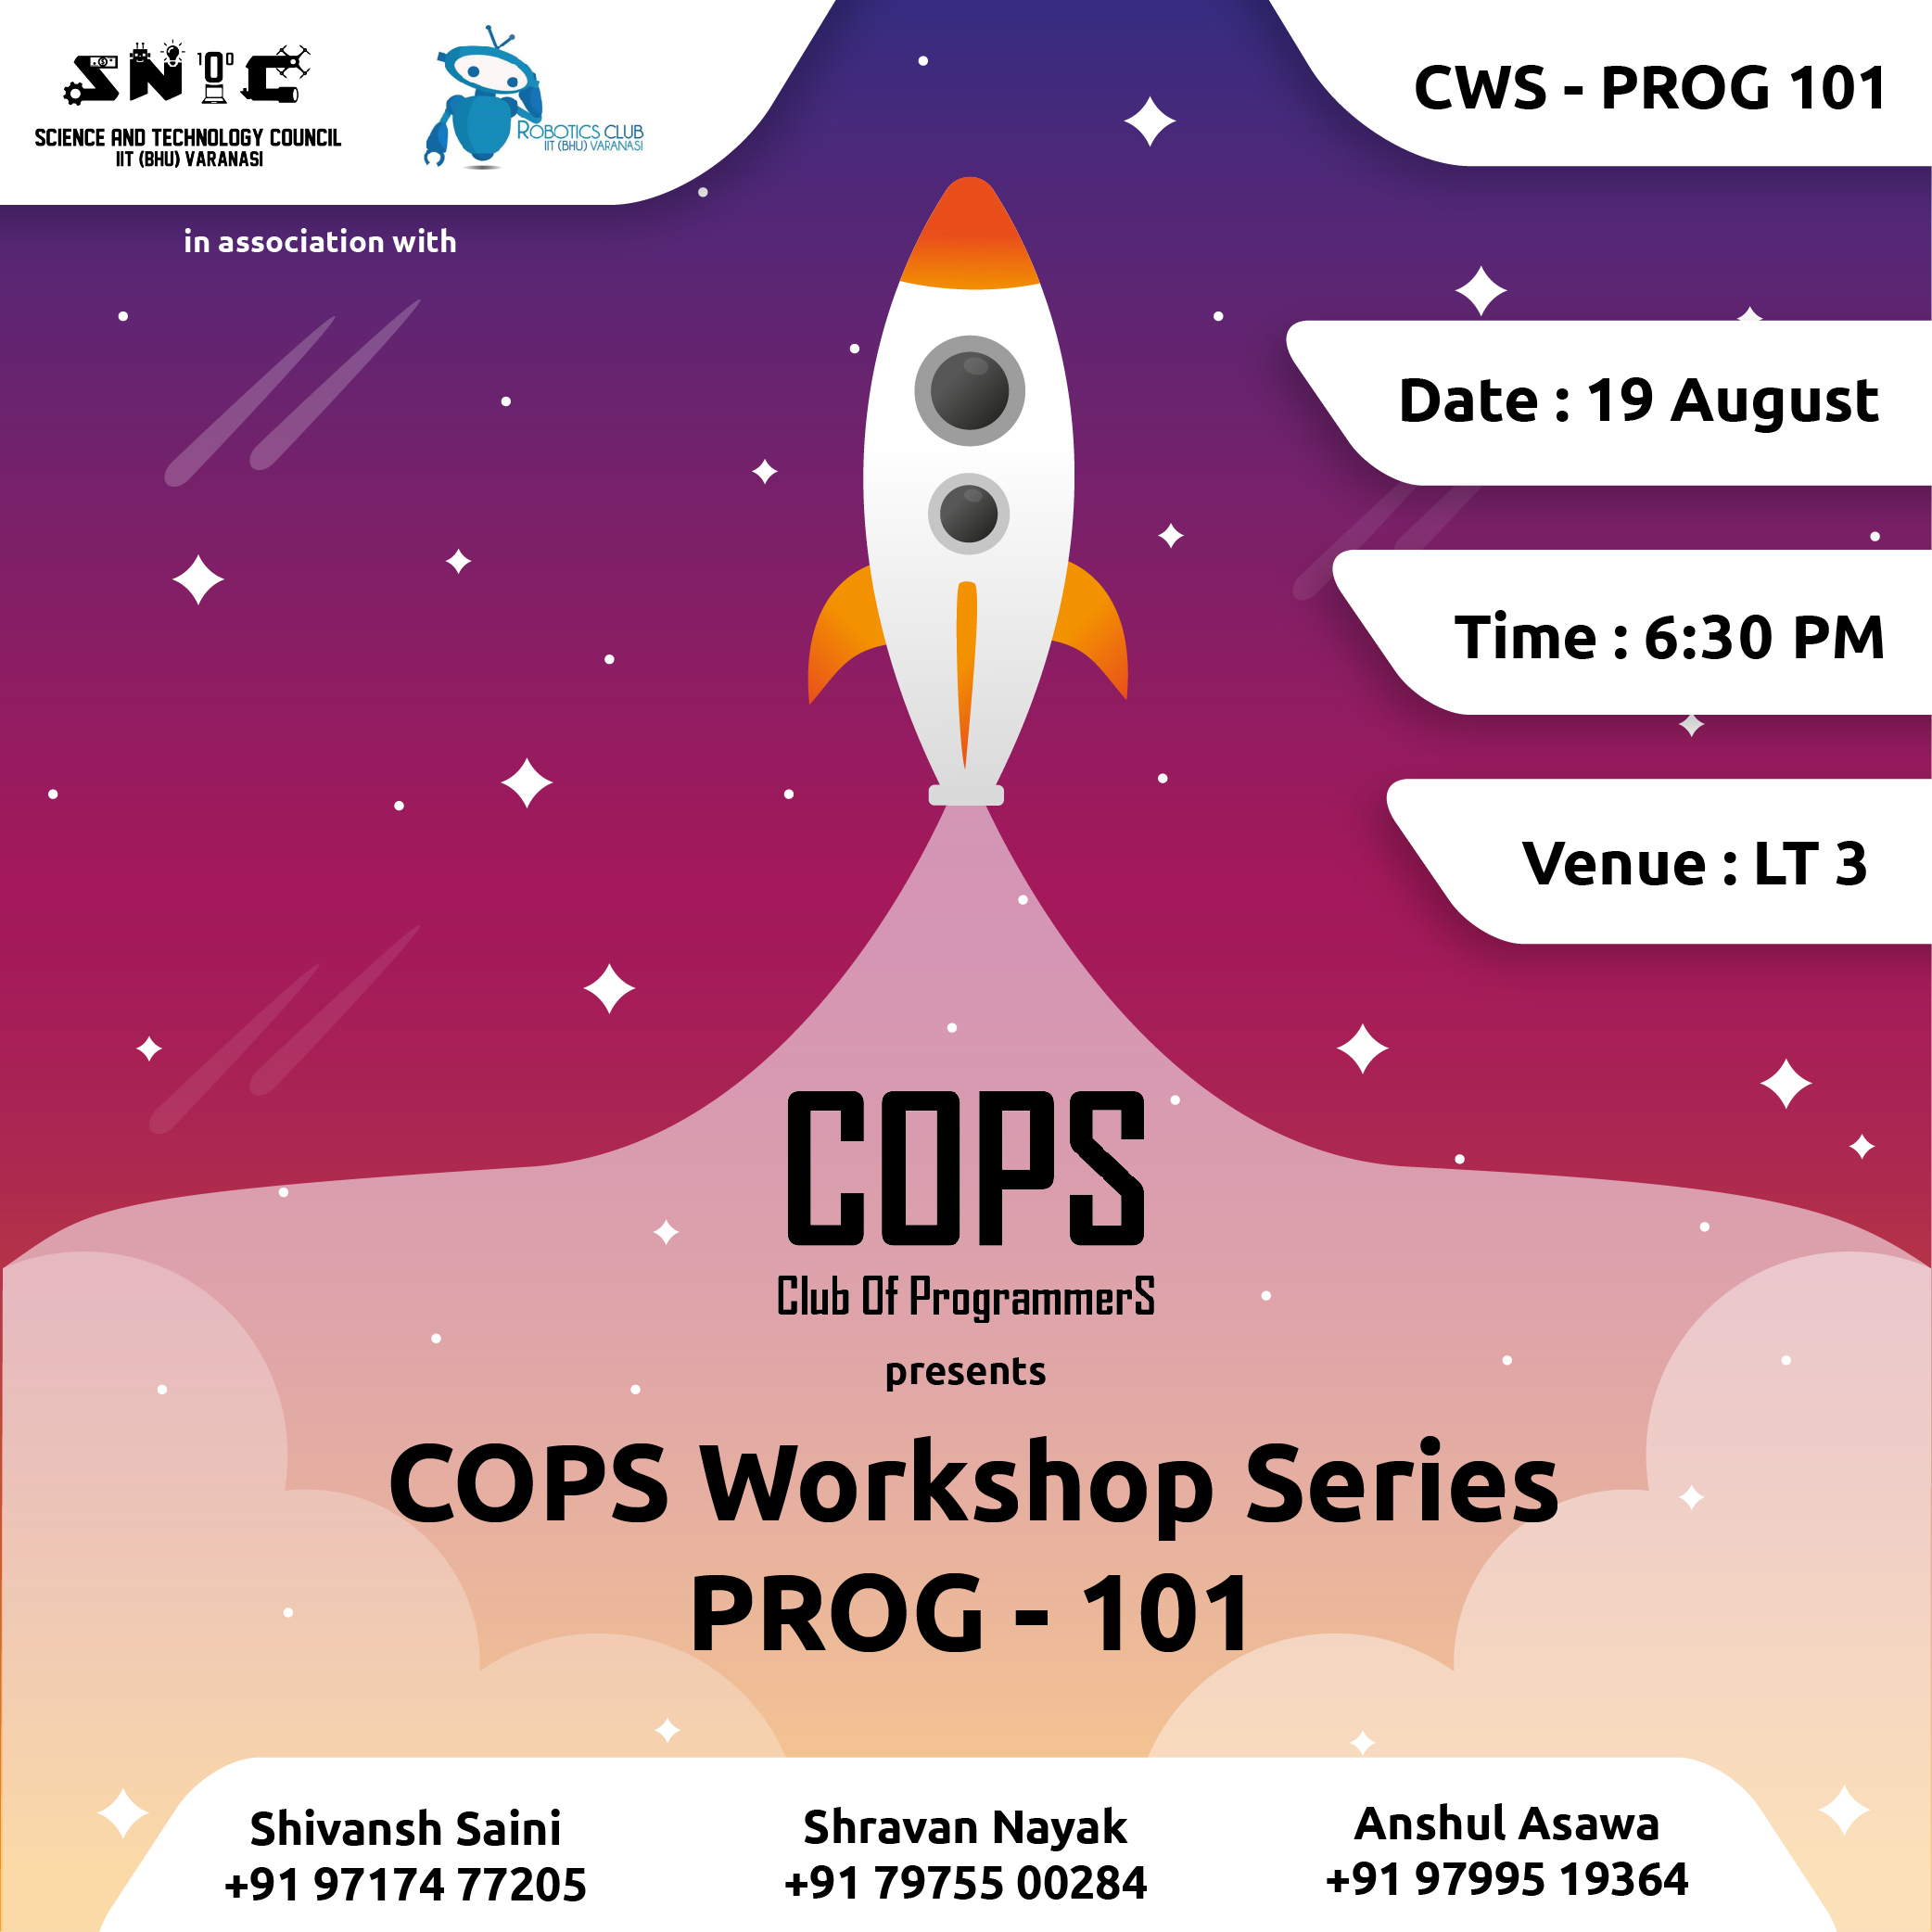 SNTC
SCIENCE AND TECHNOLOGY COUNCIL
IIT (BHU) VARANASI
ROBOTICS CLUB
IIT (BHU) VARANASI
in association with
CWS - PROG 101
Date : 19 August
Time : 6:30 PM
Venue : LT 3
COPS
Club Of ProgrammerS
presents
COPS Workshop Series
PROG - 101
Shivansh Saini
+91 97174 77205
Shravan Nayak
+91 79755 00284
Anshul Asawa
+91 97995 19364